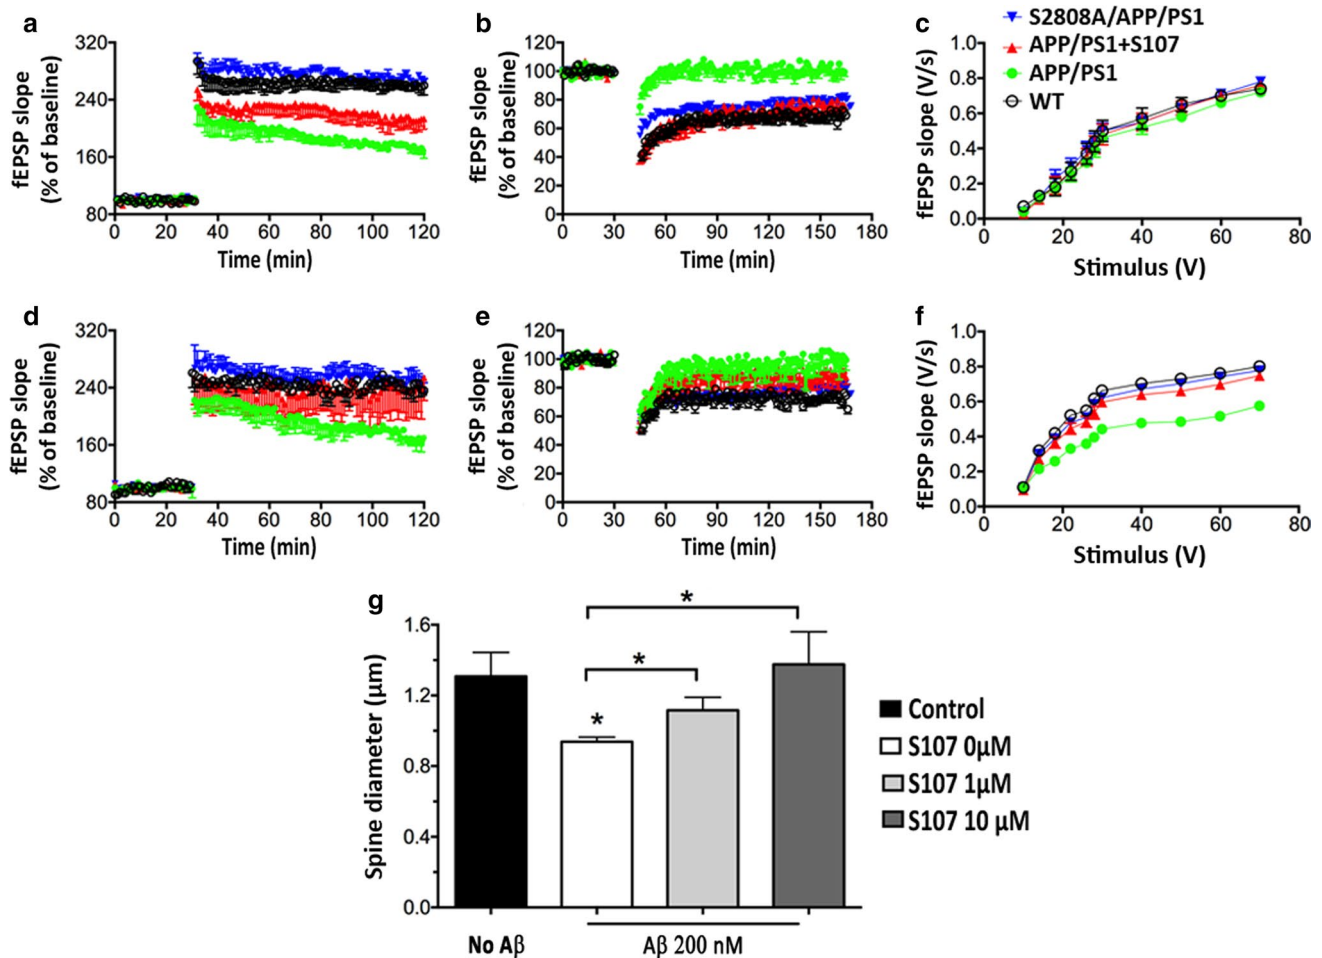 a
320
240
160
80
fEPSP slope
(% of baseline)
0 20 40 60 80 100 120
Time (min)
b
120
100
80
60
40
20
0
fEPSP slope
(% of baseline)
0 30 60 90 120 150 180
Time (min)
c
S2808A/APP/PS1
APP/PS1+S107
APP/PS1
WT
1.0
0.8
0.6
0.4
0.2
0.0
fEPSP slope (V/s)
0 20 40 60 80
Stimulus (V)
d
320
240
160
80
fEPSP slope
(% of baseline)
0 20 40 60 80 100 120
Time (min)
e
120
100
80
60
40
20
0
fEPSP slope
(% of baseline)
0 30 60 90 120 150 180
Time (min)
f
1.0
0.8
0.6
0.4
0.2
0.0
fEPSP slope (V/s)
0 20 40 60 80
Stimulus (V)
g
1.6
1.2
0.8
0.4
0.0
Spine diameter (μm)
*
*
*
No Aβ
Aβ 200 nM
Control
S107 0μM
S107 1μM
S107 10 μM